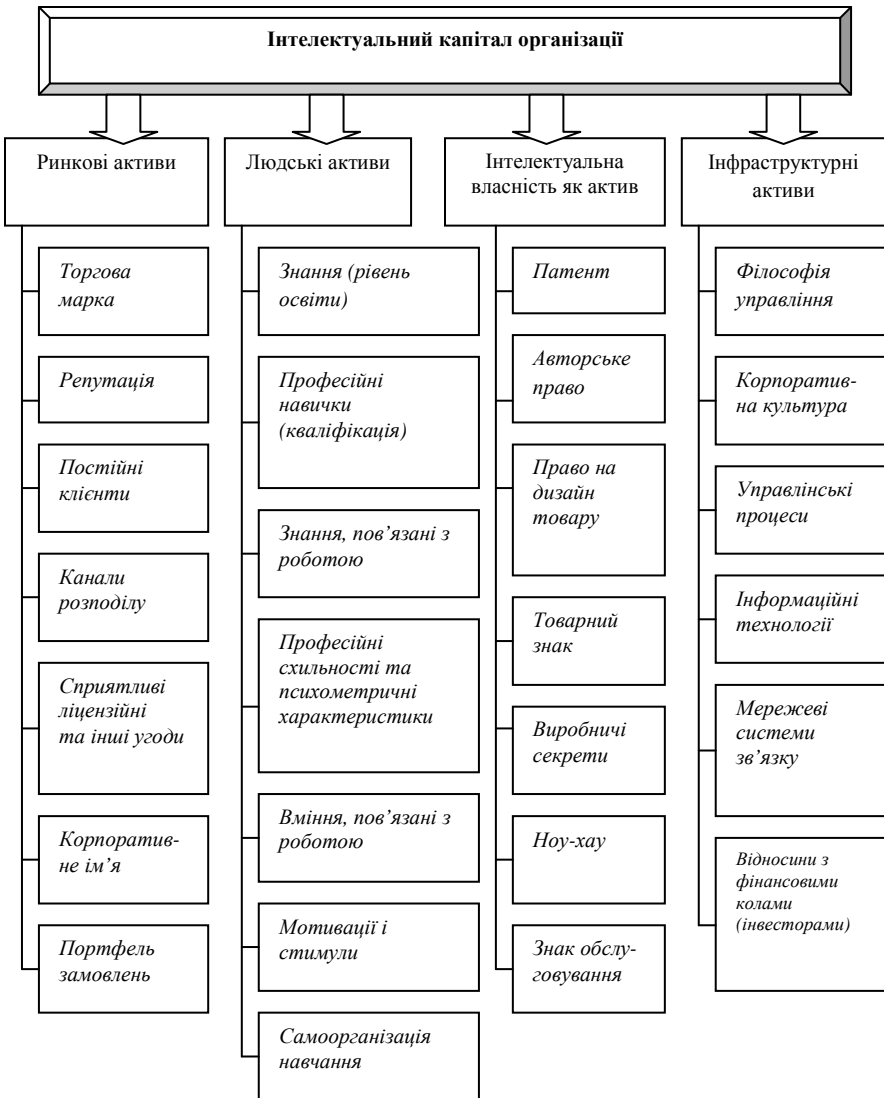 Інтелектуальний капітал організації
Ринкові активи
Торгова
марка
Репутація
Постійні
клієнти
Канали
розподілу
Сприятливі
ліцензійні
та інші угоди
Корпоратив-
не ім’я
Портфель
замовлень
Людські активи
Знання (рівень
освіти)
Професійні
навички
(кваліфікація)
Знання, пов’язані з
роботою
Професійні
схильності та
психометричні
характеристики
Вміння, пов’язані з
роботою
Мотивації і
стимули
Самоорганізація
навчання
Інтелектуальна
власність як актив
Патент
Авторське
право
Право на
дизайн
товару
Товарний
знак
Виробничі
секрети
Ноу-хау
Знак обслу-
говування
Інфраструктурні
активи
Філософія
управління
Корпоратив-
на культура
Управлінські
процеси
Інформаційні
технології
Мережеві
системи
зв’язку
Відносини з
фінансовими
колами
(інвесторами)